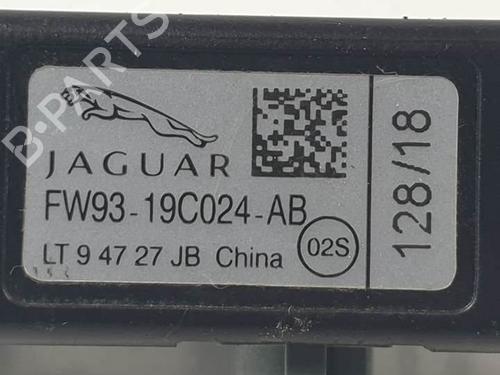 B-PARTS
JAGUAR
FW93-19C024-AB
LT 9 47 27 JB China
02S
128/18